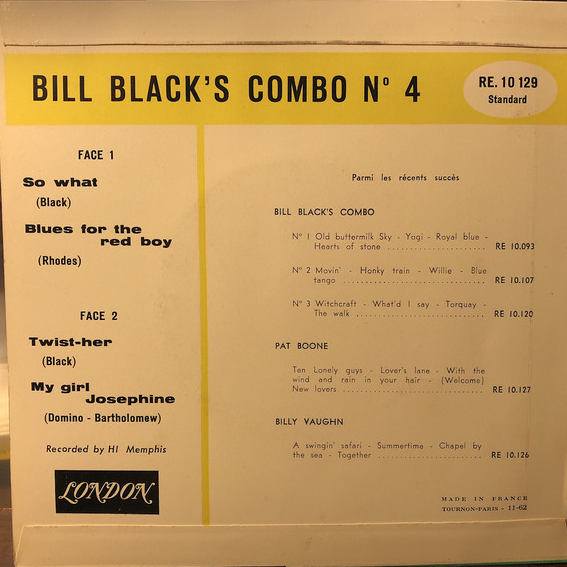 BILL BLACK'S COMBO N° 4
RE. 10 129
Standard
FACE 1
So what
(Black)
Blues for the
red boy
(Rhodes)
FACE 2
Twist-her
(Black)
My girl
Josephine
(Domino - Bartholomew)
Recorded by HI Memphis
LONDON
Parmi les récents succès
BILL BLACK'S COMBO
N° 1 Old buttermilk Sky - Yogi - Royal blue -
Hearts of stone ...................... RE 10.093
N° 2 Movin' - Honky train - Willie - Blue
tango ................................ RE 10.107
N° 3 Witchcraft - What'd I say - Torquay -
The walk ............................. RE 10.120
PAT BOONE
Ten Lonely guys - Lover's lane - With the
wind and rain in your hair - (Welcome)
New lovers ................................ RE 10.127
BILLY VAUGHN
A swingin' safari - Summertime - Chapel by
the sea - Together ........................ RE 10.126
MADE IN FRANCE
TOURNON-PARIS - 11-62